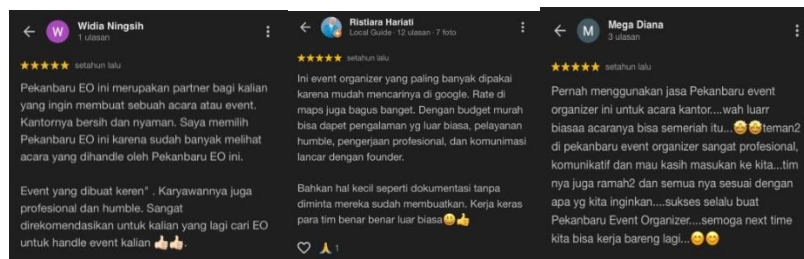 Widia Ningsih
1 ulasan
setahun lalu
Pekanbaru EO ini merupakan partner bagi kalian
yang ingin membuat sebuah acara atau event.
Kantornya bersih dan nyaman. Saya memilih
Pekanbaru EO ini karena sudah banyak melihat
acara yang dihandle oleh Pekanbaru EO ini.
Event yang dibuat keren" . Karyawannya juga
profesional dan humble. Sangat
direkomendasikan untuk kalian yang lagi cari EO
untuk handle event kalian 👍🏻👍🏻.
Ristiara Hariati
Local Guide · 12 ulasan · 7 foto
setahun lalu
Ini event organizer yang paling banyak dipakai
karena mudah mencarinya di google. Rate di
maps juga bagus banget. Dengan budget murah
bisa dapet pengalaman yg luar biasa, pelayanan
humble, pengerjaan profesional, dan komunimasi
lancar dengan founder.
Bahkan hal kecil seperti dokumentasi tanpa
diminta mereka sudah membuatkan. Kerja keras
para tim benar benar luar biasa😀👍
1
M
Mega Diana
3 ulasan
setahun lalu
Pernah menggunakan jasa Pekanbaru event
organizer ini untuk acara kantor....wah luarr
biasaa acaranya bisa semeriah itu...🤩🤩teman2
di pekanbaru event organizer sangat profesional,
komunikatif dan mau kasih masukan ke kita...tim
nya juga ramah2 dan semua nya sesuai dengan
apa yg kita inginkan....sukses selalu buat
Pekanbaru Event Organizer....semoga next time
kita bisa kerja bareng lagi...😊😊